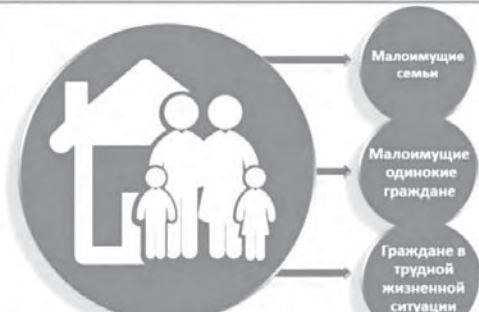 Малоимущие
семьи
Малоимущие
одинокие
граждане
Граждане в
трудной
жизненной
ситуации